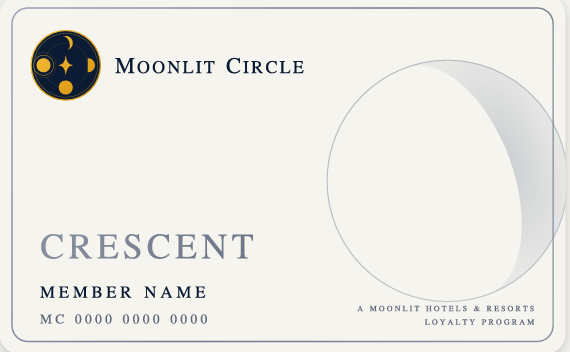 MOONLIT CIRCLE
CRESCENT
MEMBER NAME
MC 0000 0000 0000
A MOONLIT HOTELS & RESORTS
LOYALTY PROGRAM